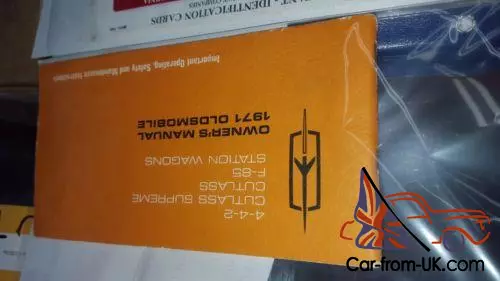 NT - IDENTIFICATION CARDS
4-4-2
CUTLASS SUPREME
CUTLASS
F-85
STATION WAGONS
OWNER'S MANUAL
1971 OLDSMOBILE
Important Operating, Safety and Maintenance Instructions
Car-from-UK.com